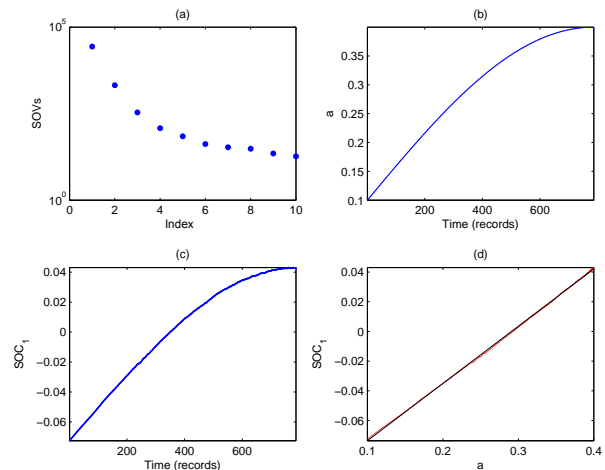 (a)
10^5
10^0
SOVs
0 2 4 6 8 10
Index
(b)
0.35
0.3
0.25
0.2
0.15
0.1
a
200 400 600
Time (records)
(c)
0.04
0.02
0
−0.02
−0.04
−0.06
SOC_1
200 400 600
Time (records)
(d)
0.04
0.02
0
−0.02
−0.04
−0.06
SOC_1
0.1 0.2 0.3 0.4
a